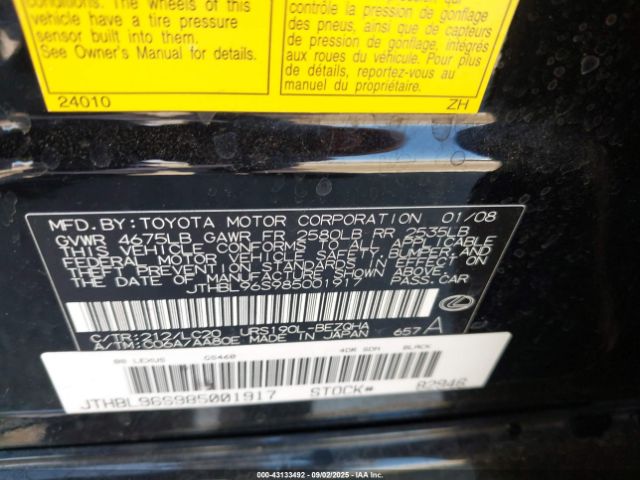 conditions. The wheels of this
vehicle have a tire pressure
sensor built into them.
See Owner's Manual for details.
24010
contrôle la pression de gonflage
des pneus, ainsi que de capteurs
de pression de gonflage, intégrés
aux roues du véhicule. Pour plus
de détails, reportez-vous au
manuel du propriétaire.
ZH
MFD.BY:TOYOTA MOTOR CORPORATION 01/08
GVWR 4675LB GAWR FR 2580LB RR 2535LB
THIS VEHICLE CONFORMS TO ALL APPLICABLE
FEDERAL MOTOR VEHICLE SAFETY, BUMPER, AND
THEFT PREVENTION STANDARDS IN EFFECT ON
THE DATE OF MANUFACTURE SHOWN ABOVE.
JTHBL96S985001917 PASS.CAR
C/TR:212/LC20 URS190L-BEZQHA
A/TM:C06A/AA80E MADE IN JAPAN 657 A
08 LEXUS GS460 4DR SDN BLACK
JTHBL96S985001917 STOCK# 82946
000-43133492 - 09/02/2025 - IAAI.COM